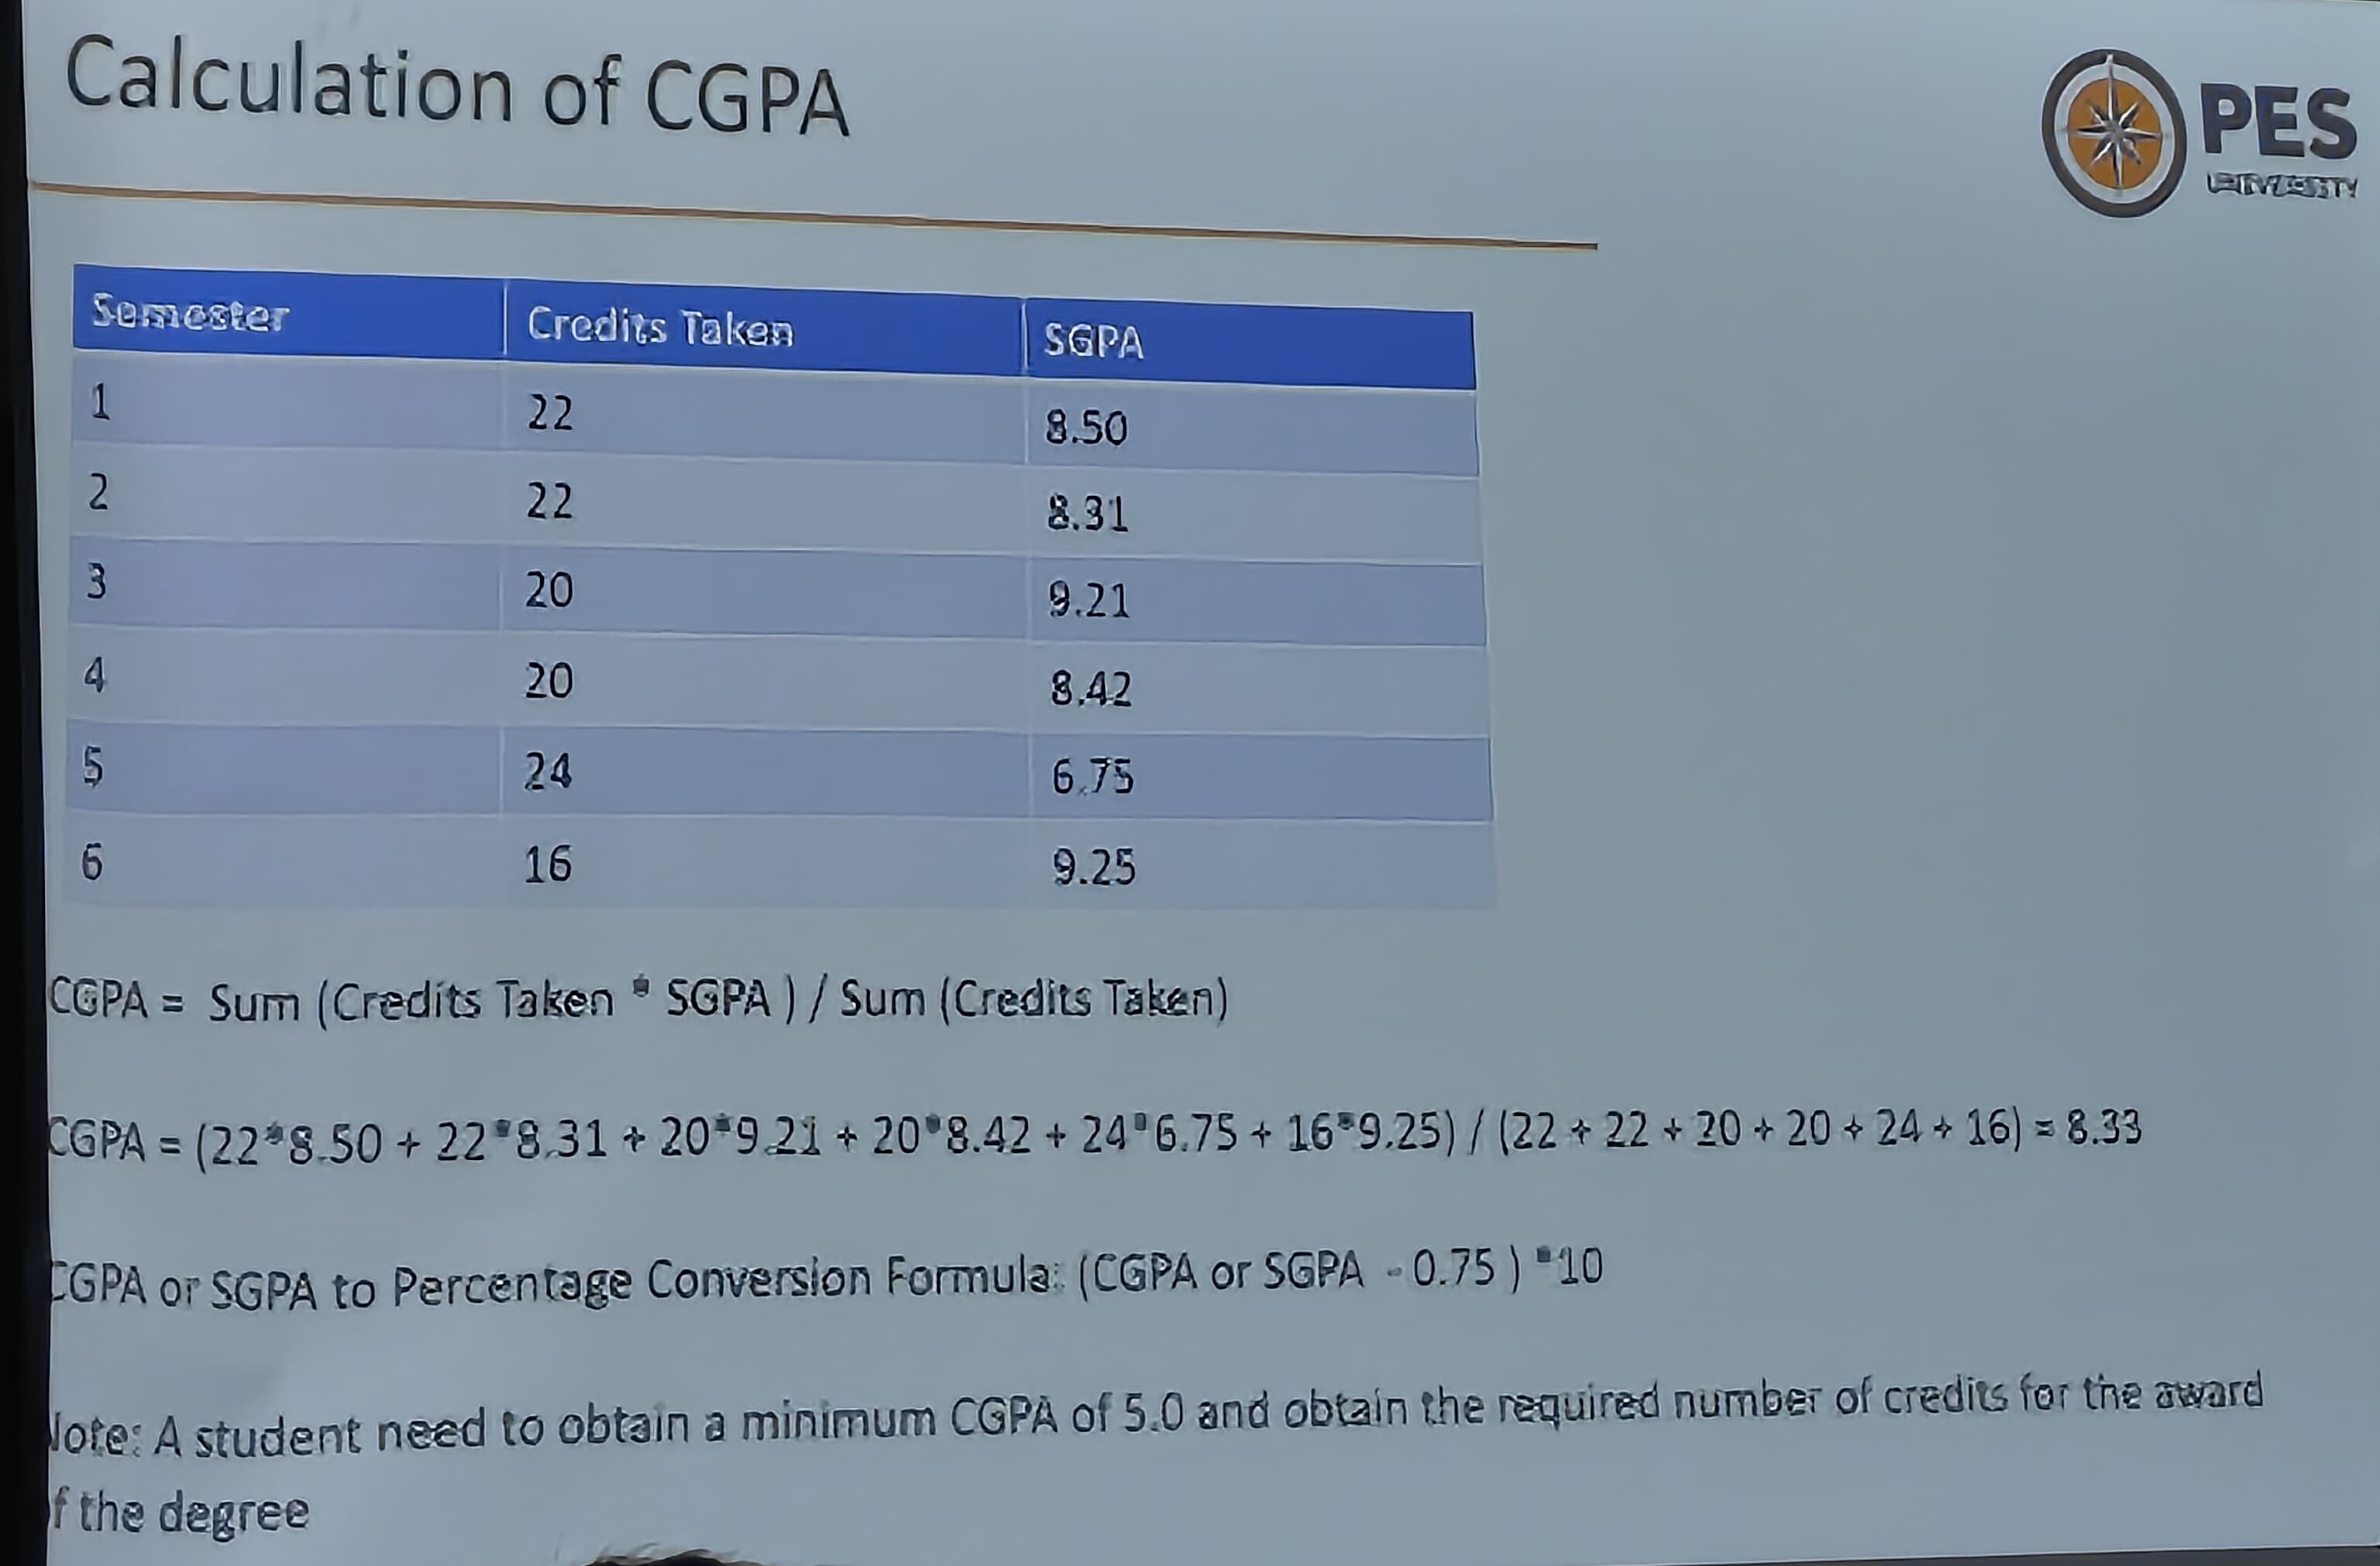 Calculation of CGPA
PES
UNIVERSITY
Semester Credits Taken SGPA
1 22 8.50
2 22 8.31
3 20 9.21
4 20 8.42
5 24 6.75
6 16 9.25
CGPA = Sum (Credits Taken * SGPA ) / Sum (Credits Taken)
CGPA = (22*8.50 + 22*8.31 + 20*9.21 + 20*8.42 + 24*6.75 + 16*9.25) / (22 + 22 + 20 + 20 + 24 + 16) = 8.33
CGPA or SGPA to Percentage Conversion Formula: (CGPA or SGPA - 0.75 ) *10
Note: A student need to obtain a minimum CGPA of 5.0 and obtain the required number of credits for the award
f the degree